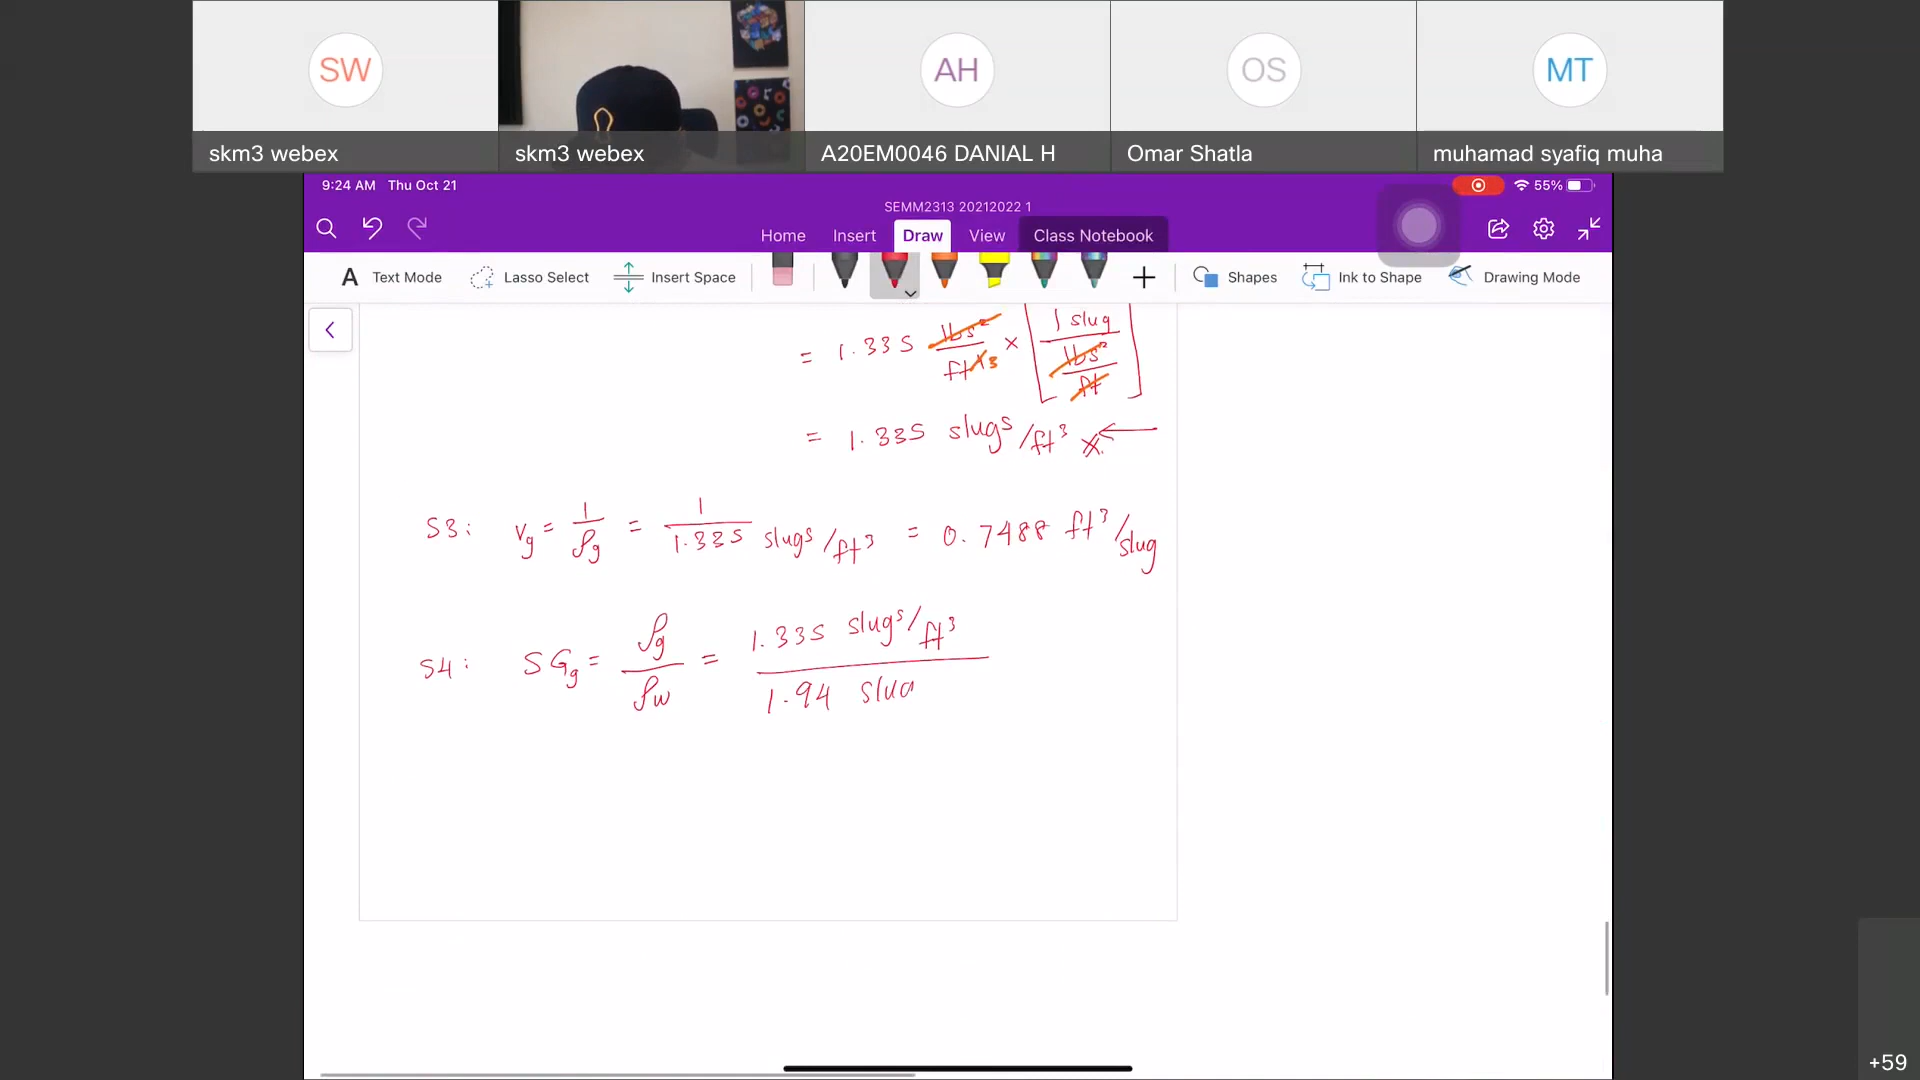 SW AH OS MT
skm3 webex skm3 webex A20EM0046 DANIAL H Omar Shatla muhamad syafiq muha
9:24 AM Thu Oct 21 55%
SEMM2313 20212022 1
Home Insert Draw View Class Notebook
A Text Mode Lasso Select Insert Space Shapes Ink to Shape Drawing Mode
= 1.335 lbs²/ft⁴³ × [1 slug / (lbs²/ft)]
= 1.335 slugs/ft³
S3: Vg = 1/ρg = 1/1.335 slugs/ft³ = 0.7488 ft³/slug
S4: SGg = ρg/ρw = 1.335 slugs/ft³ / 1.94 slug
+59